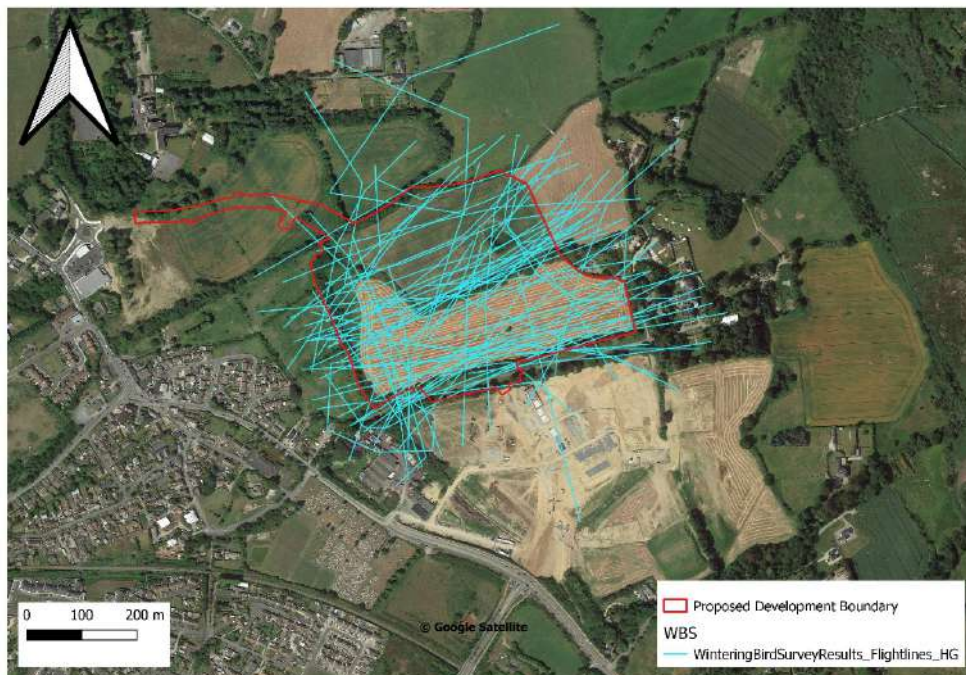 © Google Satellite
0 100 200 m
Proposed Development Boundary
WBS
WinteringBirdSurveyResults_Flightlines_HG